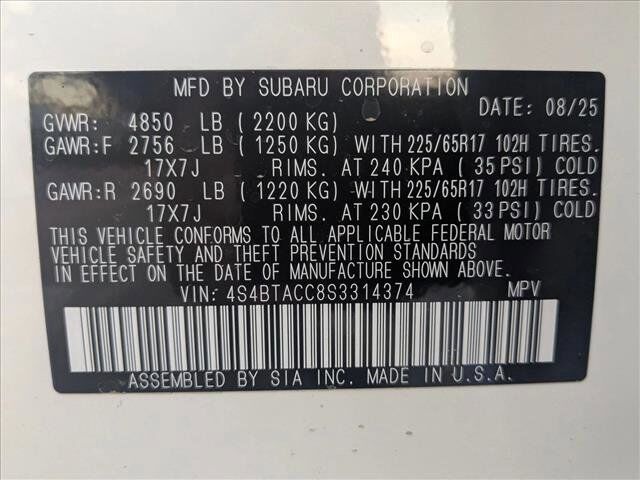 MFD BY SUBARU CORPORATION
DATE: 08/25
GVWR: 4850 LB ( 2200 KG)
GAWR:F 2756 LB ( 1250 KG) WITH 225/65R17 102H TIRES.
17X7J RIMS. AT 240 KPA ( 35 PSI) COLD
GAWR:R 2690 LB ( 1220 KG) WITH 225/65R17 102H TIRES.
17X7J RIMS. AT 230 KPA ( 33 PSI) COLD
THIS VEHICLE CONFORMS TO ALL APPLICABLE FEDERAL MOTOR
VEHICLE SAFETY AND THEFT PREVENTION STANDARDS
IN EFFECT ON THE DATE OF MANUFACTURE SHOWN ABOVE.
VIN: 4S4BTACC8S3314374 MPV
ASSEMBLED BY SIA INC. MADE IN U.S.A.